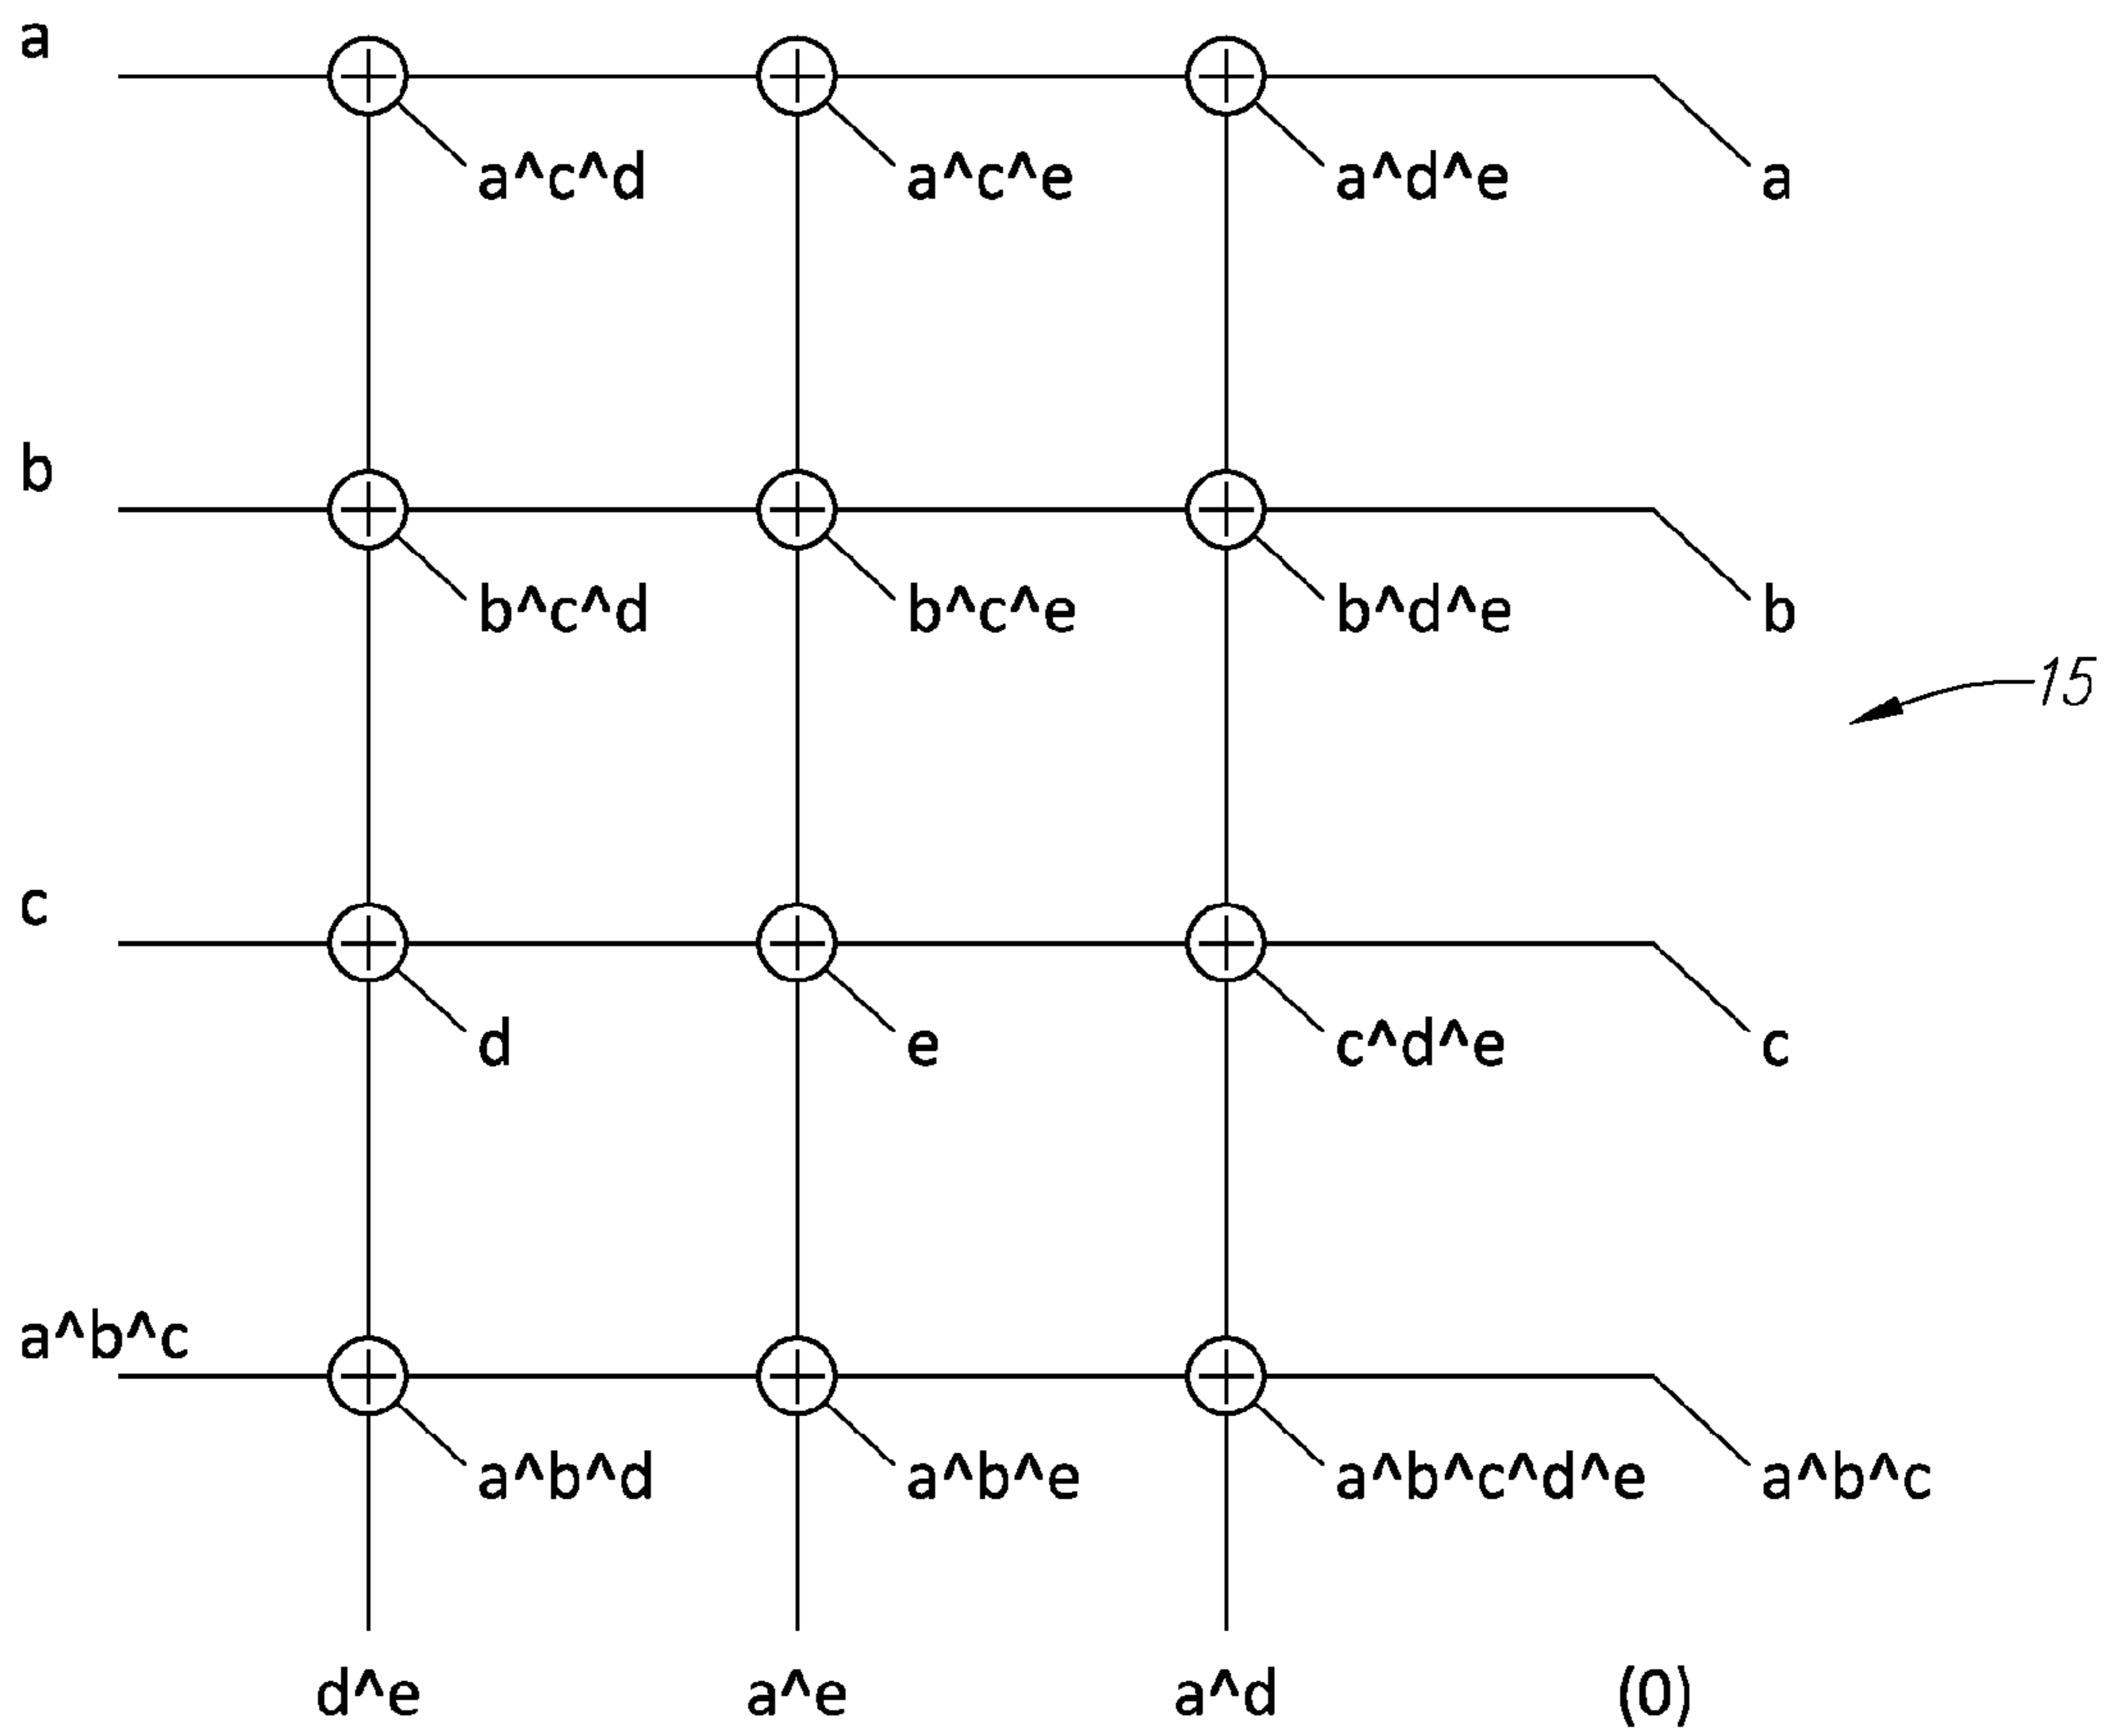 a
a^c^d a^c^e a^d^e a
b
b^c^d b^c^e b^d^e b
15
c
d e c^d^e c
a^b^c
a^b^d a^b^e a^b^c^d^e a^b^c
d^e a^e a^d (0)